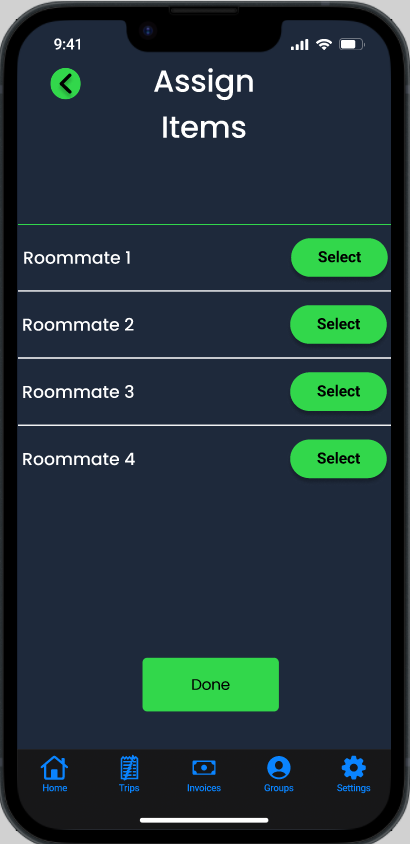 9:41
Assign
Items
Roommate 1
Select
Roommate 2
Select
Roommate 3
Select
Roommate 4
Select
Done
Home
Trips
Invoices
Groups
Settings